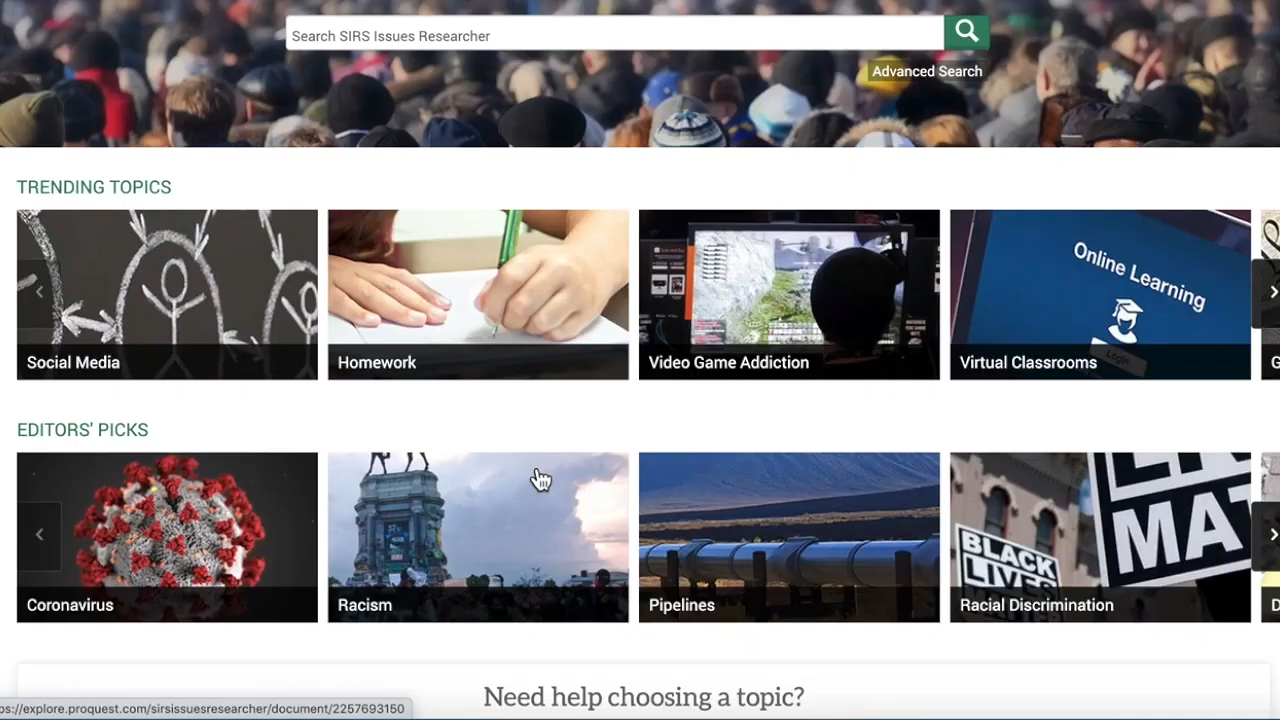 Search SIRS Issues Researcher
Advanced Search
TRENDING TOPICS
Online Learning
Login
Social Media
Homework
Video Game Addiction
Virtual Classrooms
G
EDITORS' PICKS
BLACK
LIVES
MAT
Coronavirus
Racism
Pipelines
Racial Discrimination
D
Need help choosing a topic?
ps://explore.proquest.com/sirsissuesresearcher/document/2257693150